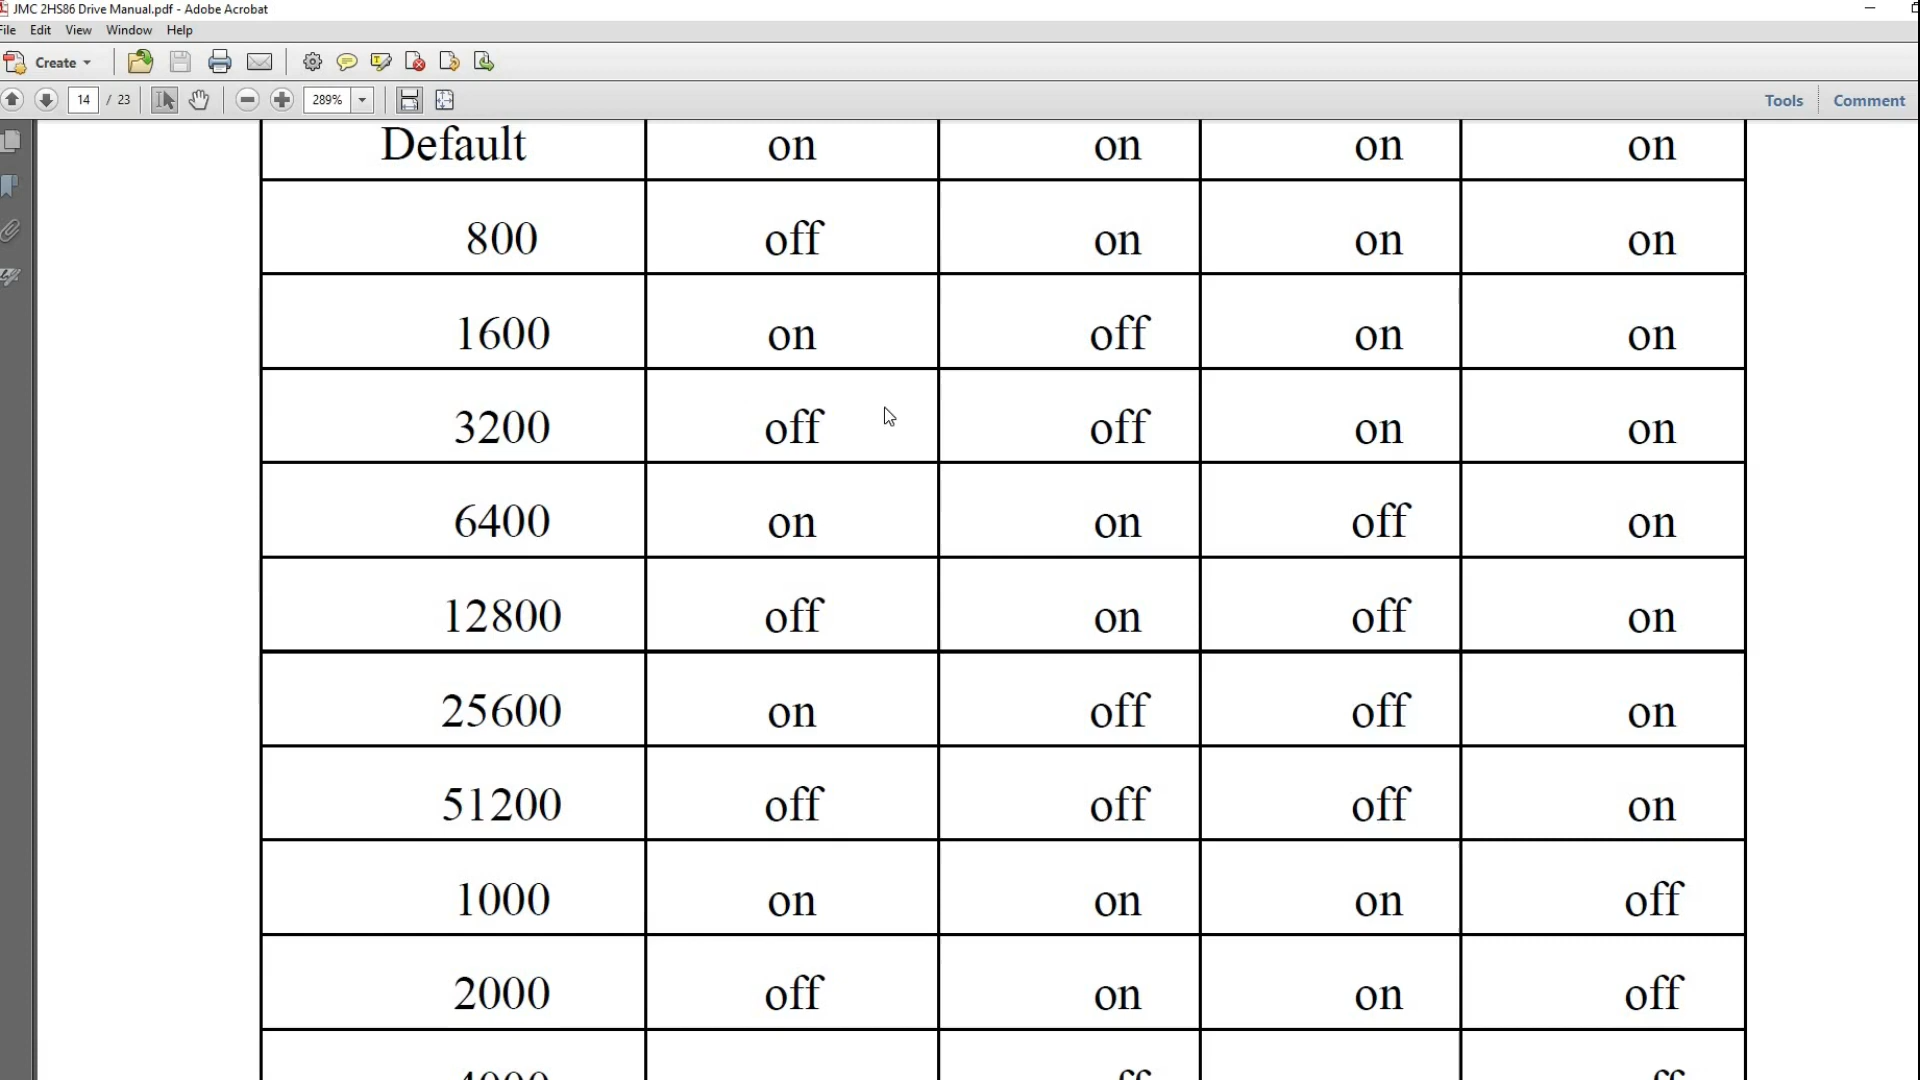 JMC 2HS86 Drive Manual.pdf - Adobe Acrobat
File Edit View Window Help
Create
14 / 23 289% Tools Comment
Default on on on on
800 off on on on
1600 on off on on
3200 off off on on
6400 on on off on
12800 off on off on
25600 on off off on
51200 off off off on
1000 on on on off
2000 off on on off